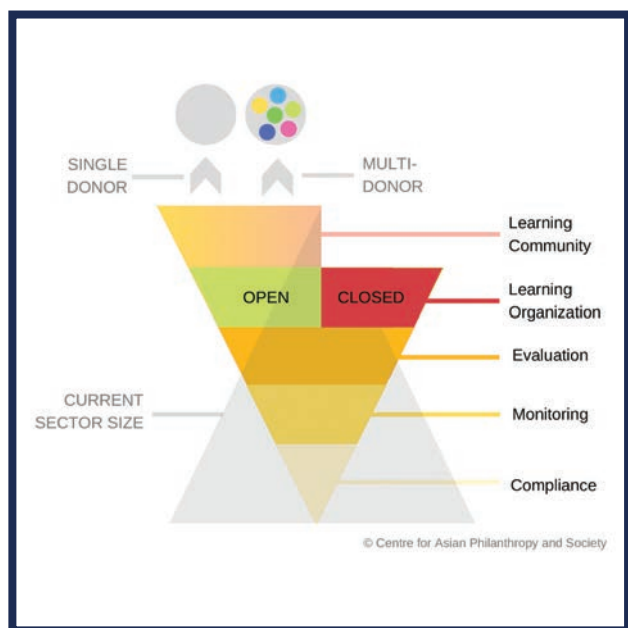 SINGLE
DONOR
MULTI-
DONOR
Learning
Community
OPEN
CLOSED
Learning
Organization
Evaluation
CURRENT
SECTOR SIZE
Monitoring
Compliance
© Centre for Asian Philanthropy and Society